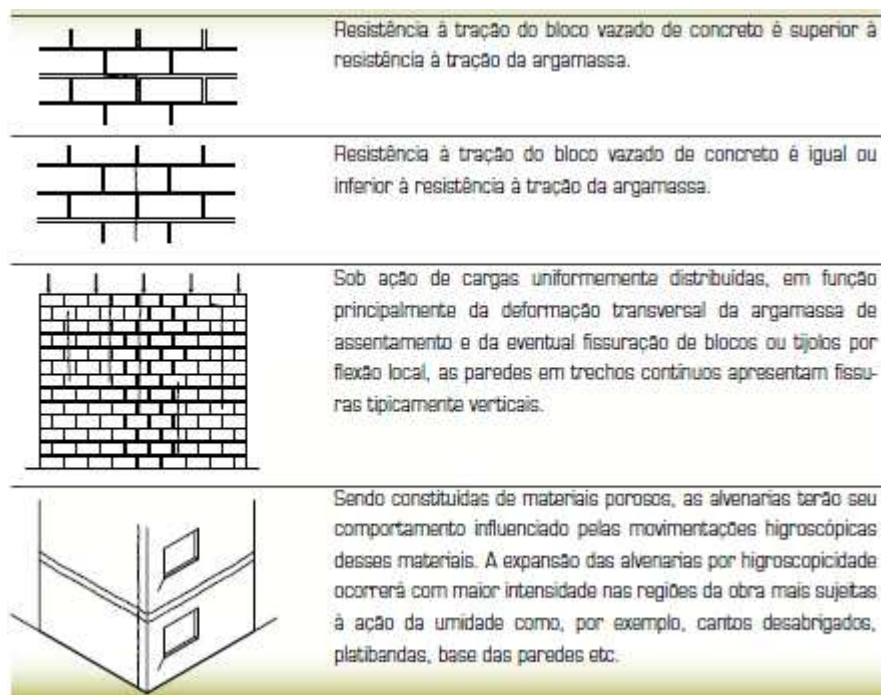 Resistência à tração do bloco vazado de concreto é superior à
resistência à tração da argamassa.
Resistência à tração do bloco vazado de concreto é igual ou
inferior à resistência à tração da argamassa.
Sob ação de cargas uniformemente distribuídas, em função
principalmente da deformação transversal da argamassa de
assentamento e da eventual fissuração de blocos ou tijolos por
flexão local, as paredes em trechos contínuos apresentam fissu-
ras tipicamente verticais.
Sendo constituídas de materiais porosos, as alvenarias terão seu
comportamento influenciado pelas movimentações higroscópicas
desses materiais. A expansão das alvenarias por higroscopicidade
ocorrerá com maior intensidade nas regiões da obra mais sujeitas
à ação da umidade como, por exemplo, cantos desabrigados,
platibandas, base das paredes etc.